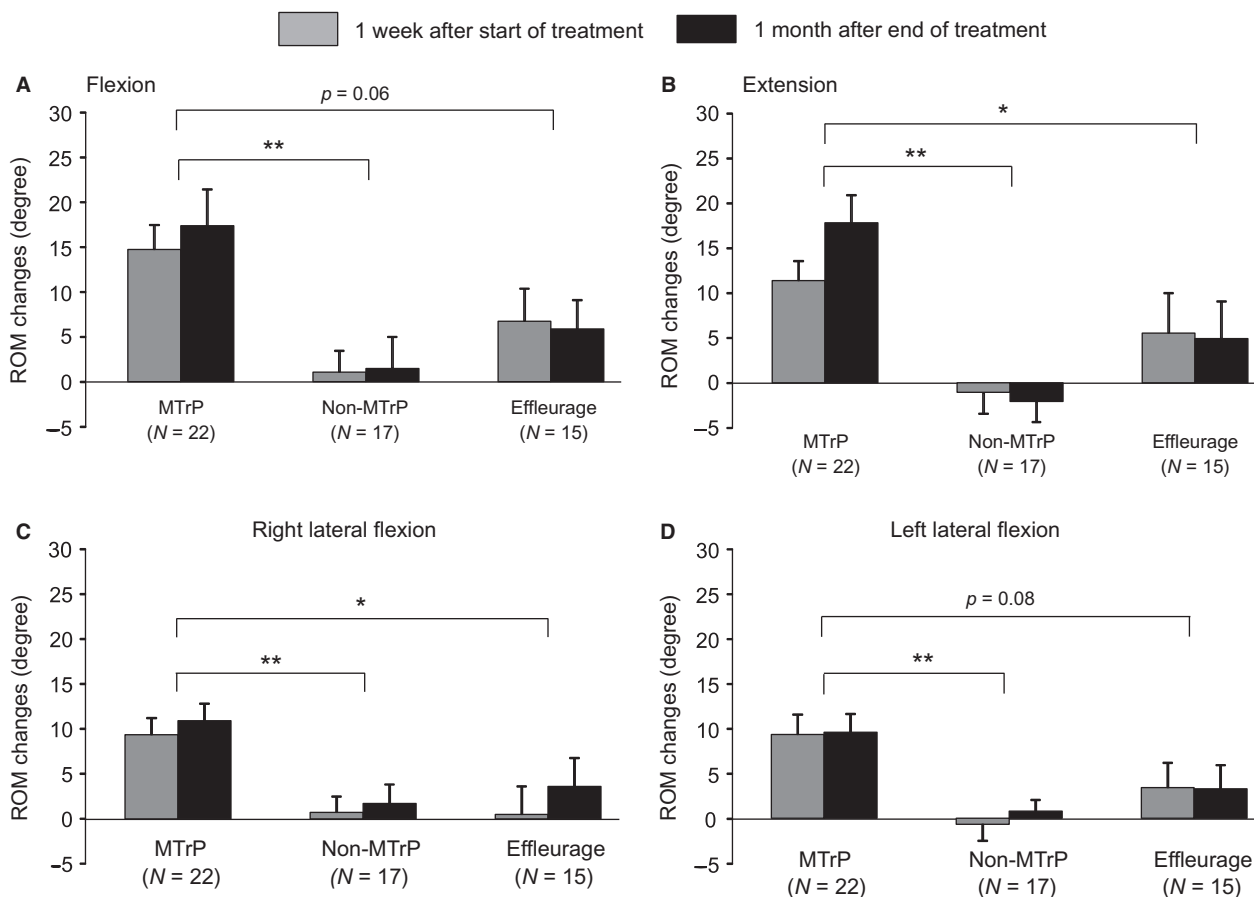 1 week after start of treatment 1 month after end of treatment
A Flexion
p = 0.06
**
ROM changes (degree)
30
25
20
15
10
5
0
–5
MTrP Non-MTrP Effleurage
(N = 22) (N = 17) (N = 15)
B Extension
*
**
ROM changes (degree)
30
25
20
15
10
5
0
–5
MTrP Non-MTrP Effleurage
(N = 22) (N = 17) (N = 15)
C Right lateral flexion
*
**
ROM changes (degree)
30
25
20
15
10
5
0
–5
MTrP Non-MTrP Effleurage
(N = 22) (N = 17) (N = 15)
D Left lateral flexion
p = 0.08
**
ROM changes (degree)
30
25
20
15
10
5
0
–5
MTrP Non-MTrP Effleurage
(N = 22) (N = 17) (N = 15)